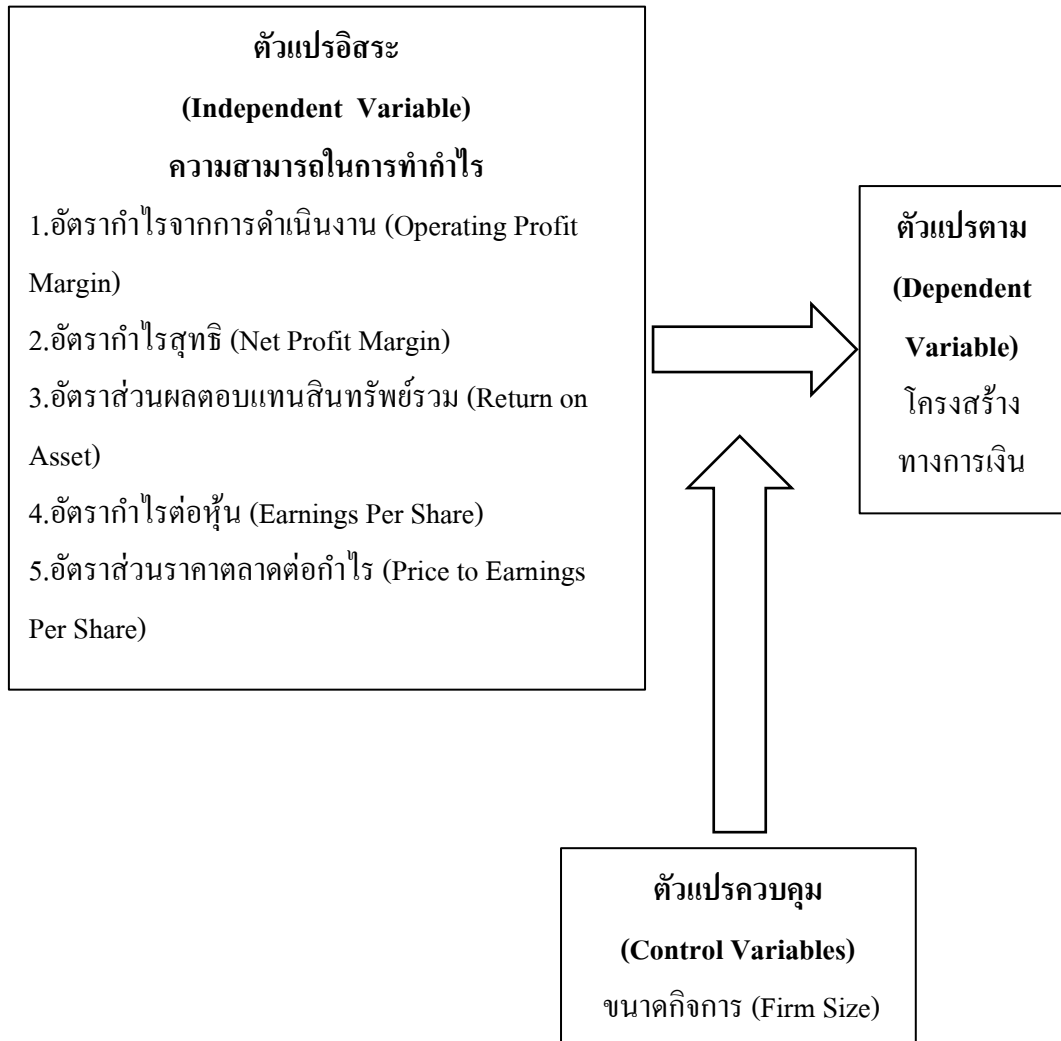 ตัวแปรอิสระ
(Independent Variable)
ความสามารถในการทำกำไร
1.อัตรากำไรจากการดำเนินงาน (Operating Profit
Margin)
2.อัตรากำไรสุทธิ (Net Profit Margin)
3.อัตราส่วนผลตอบแทนสินทรัพย์รวม (Return on
Asset)
4.อัตรากำไรต่อหุ้น (Earnings Per Share)
5.อัตราส่วนราคาตลาดต่อกำไร (Price to Earnings
Per Share)
ตัวแปรตาม
(Dependent
Variable)
โครงสร้าง
ทางการเงิน
ตัวแปรควบคุม
(Control Variables)
ขนาดกิจการ (Firm Size)